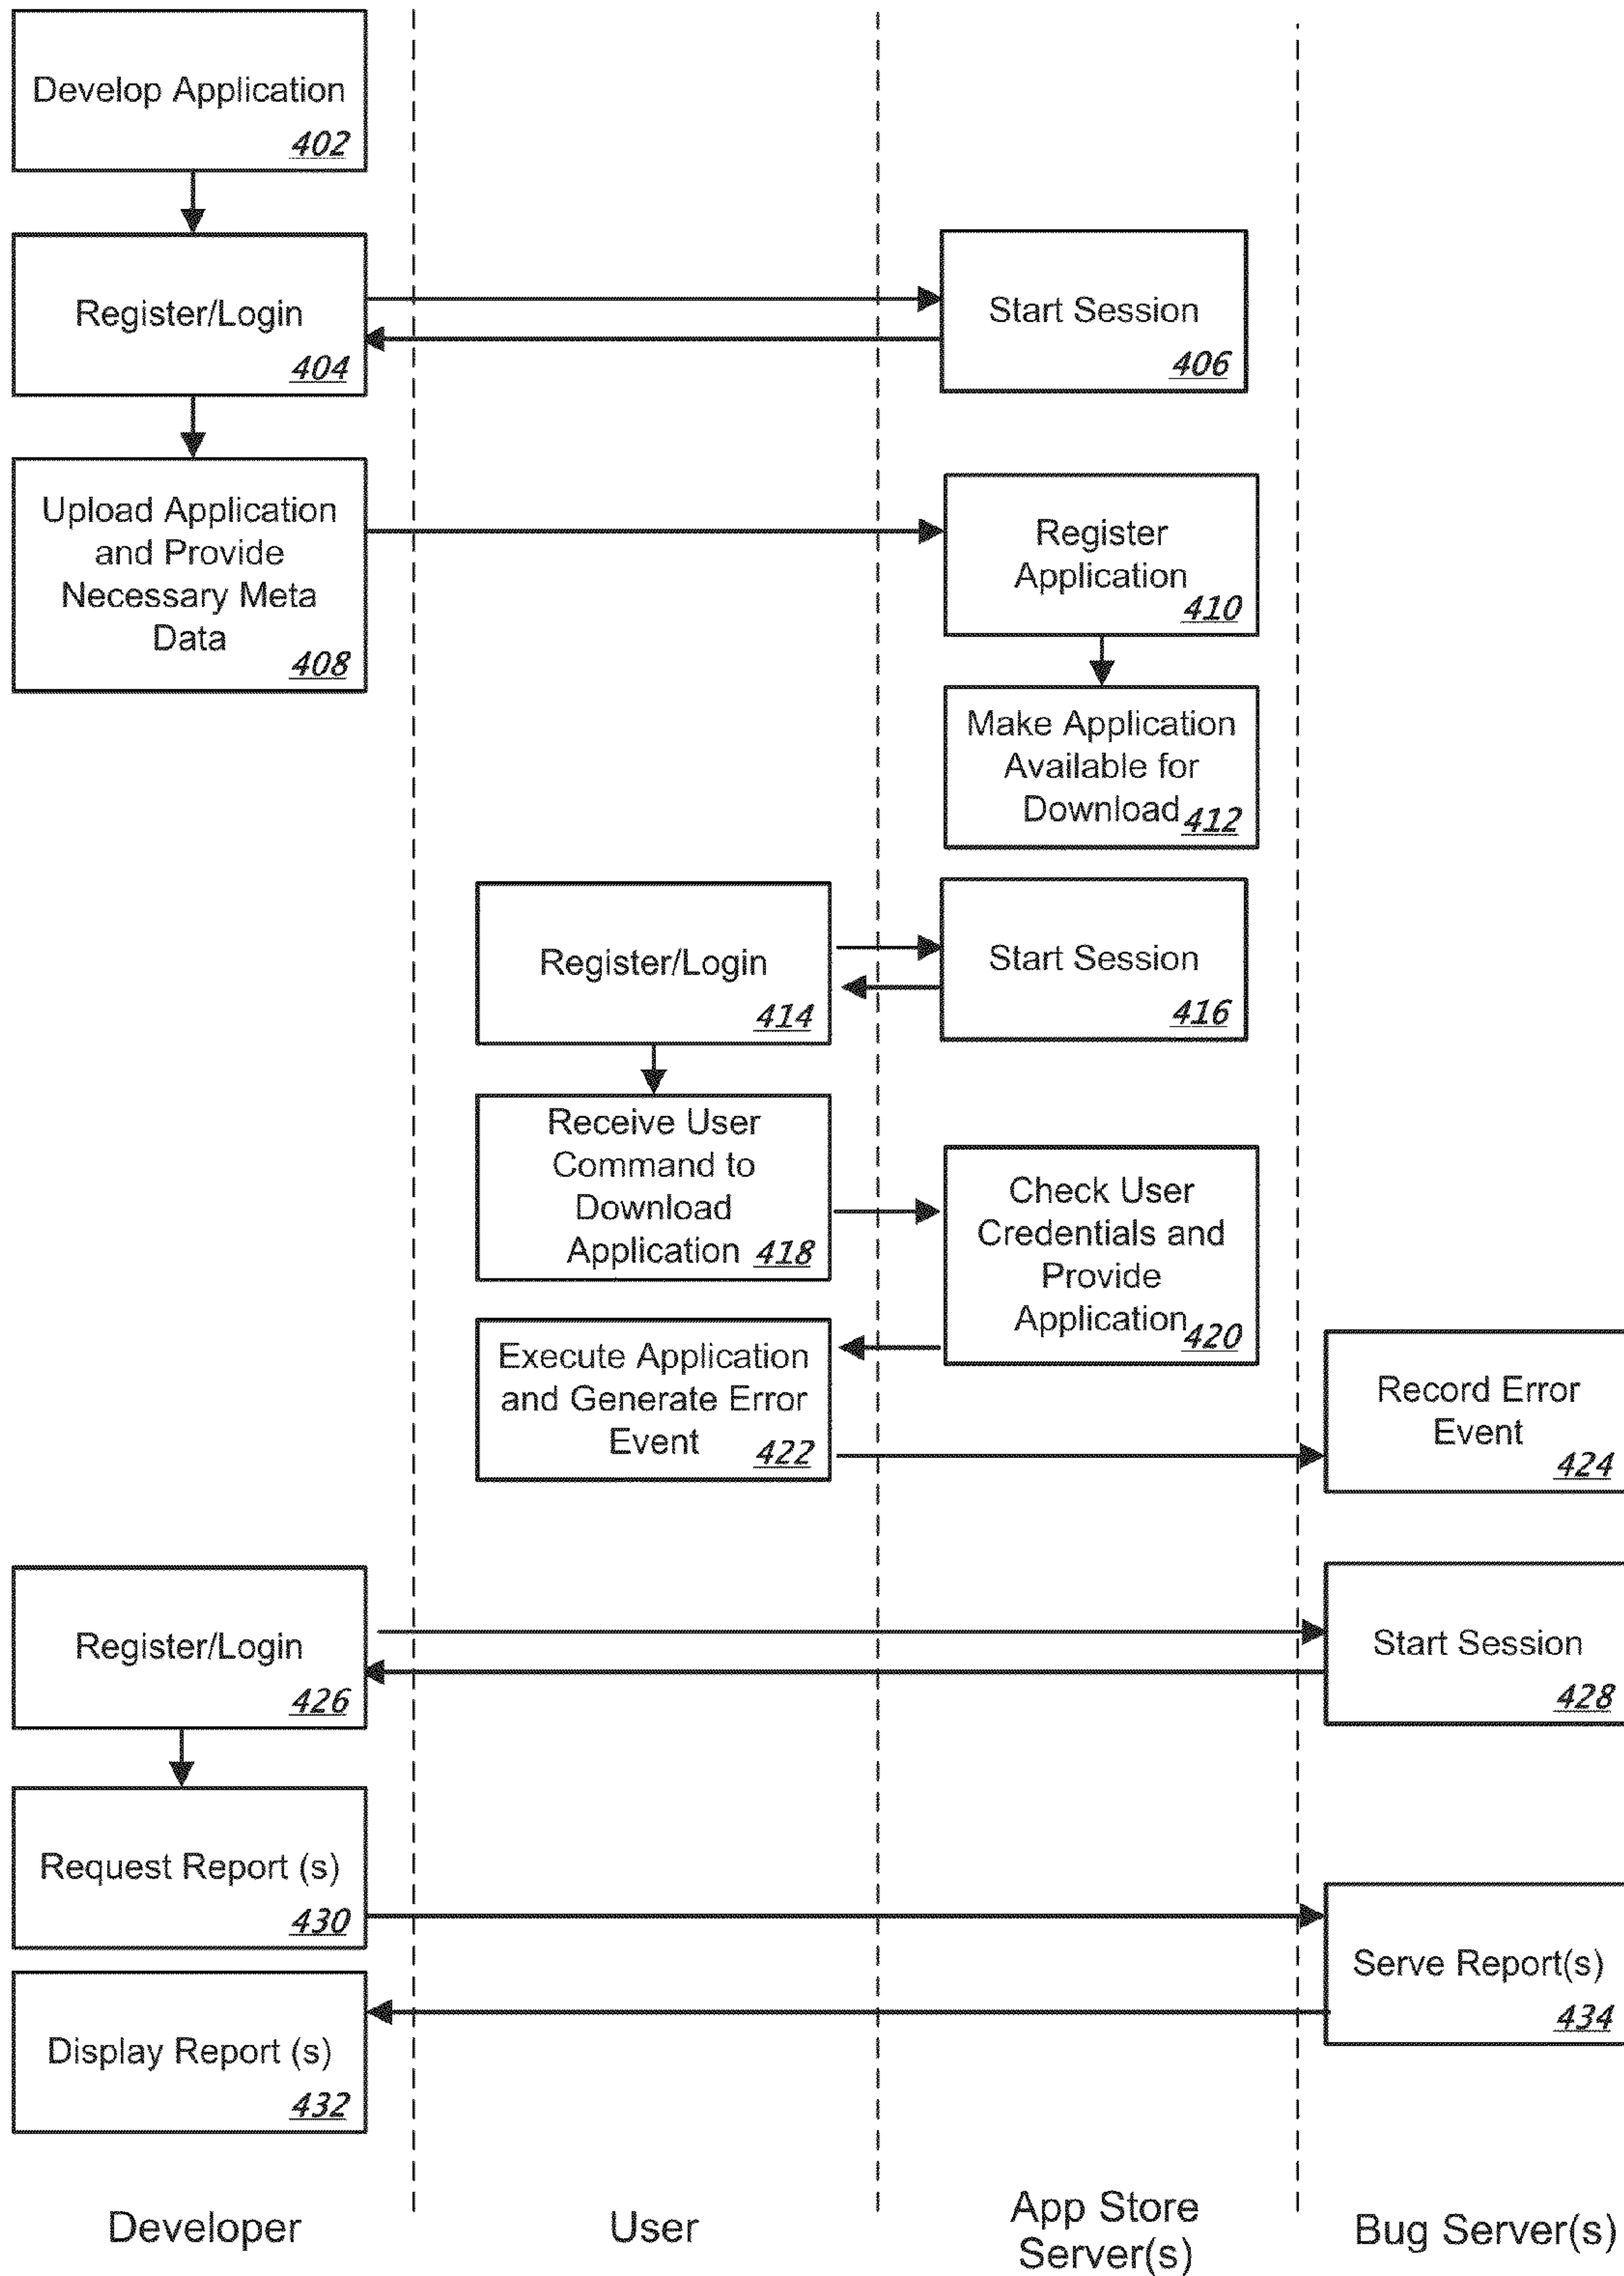 Develop Application
402
Register/Login
404
Start Session
406
Upload Application
and Provide
Necessary Meta
Data
408
Register
Application
410
Make Application
Available for
Download
412
Register/Login
414
Start Session
416
Receive User
Command to
Download
Application
418
Check User
Credentials and
Provide
Application
420
Execute Application
and Generate Error
Event
422
Record Error
Event
424
Register/Login
426
Start Session
428
Request Report (s)
430
Serve Report(s)
434
Display Report (s)
432
Developer
User
App Store
Server(s)
Bug Server(s)